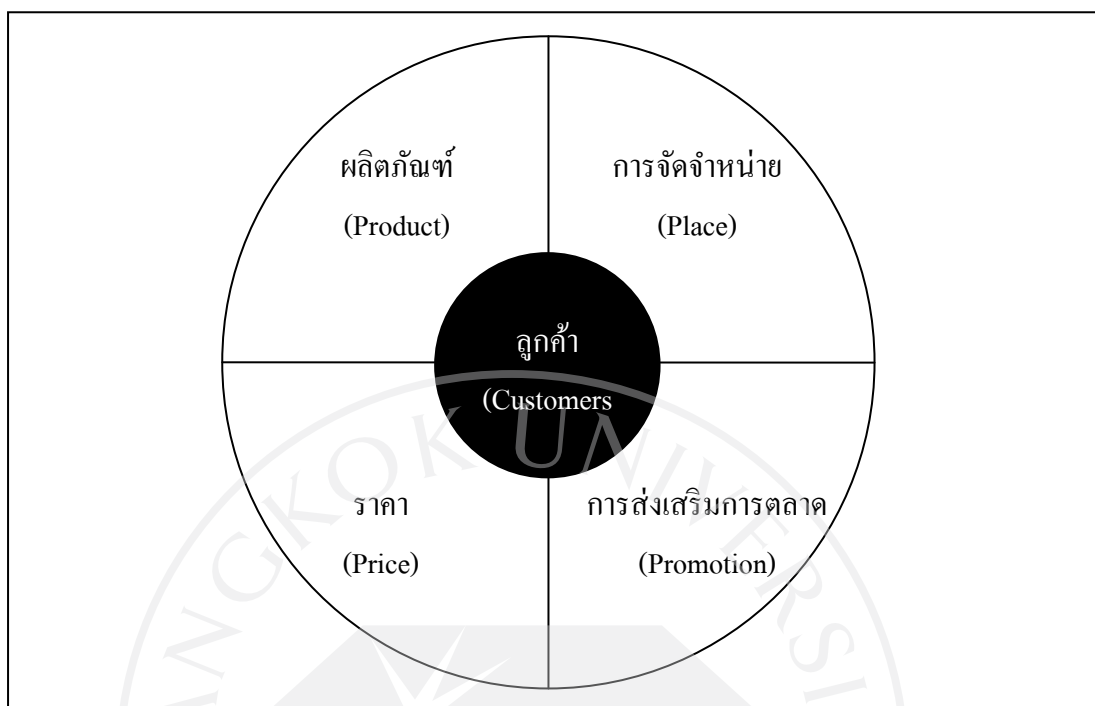 ผลิตภัณฑ์
(Product)
การจัดจำหน่าย
(Place)
ลูกค้า
(Customers
ราคา
(Price)
การส่งเสริมการตลาด
(Promotion)
ANGKOK UNIVERSI